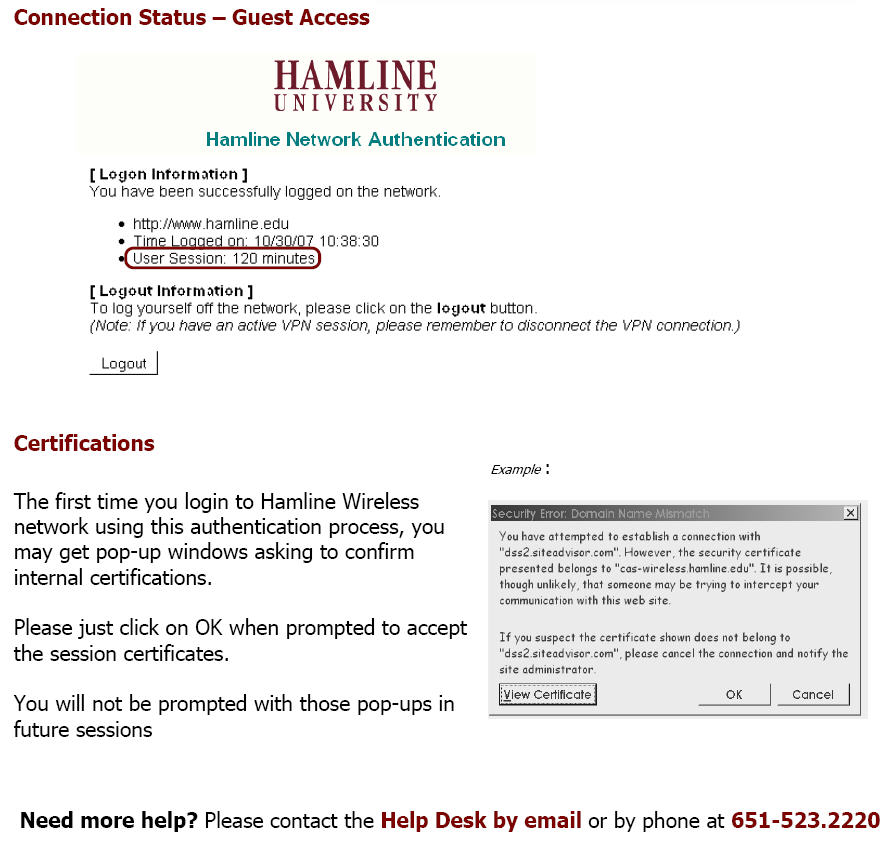 Connection Status – Guest Access
HAMLINE
UNIVERSITY
Hamline Network Authentication
[ Logon Information ]
You have been successfully logged on the network.
• http://www.hamline.edu
• Time Logged on: 10/30/07 10:38:30
• User Session: 120 minutes
[ Logout Information ]
To log yourself off the network, please click on the logout button.
(Note: If you have an active VPN session, please remember to disconnect the VPN connection.)
Logout
Certifications
The first time you login to Hamline Wireless
network using this authentication process, you
may get pop-up windows asking to confirm
internal certifications.
Please just click on OK when prompted to accept
the session certificates.
You will not be prompted with those pop-ups in
future sessions
Example :
Security Error: Domain Name Mismatch
You have attempted to establish a connection with
"dss2.siteadvisor.com". However, the security certificate
presented belongs to "cas-wireless.hamline.edu". It is possible,
though unlikely, that someone may be trying to intercept your
communication with this web site.
If you suspect the certificate shown does not belong to
"dss2.siteadvisor.com", please cancel the connection and notify the
site administrator.
View Certificate OK Cancel
Need more help? Please contact the Help Desk by email or by phone at 651-523.2220